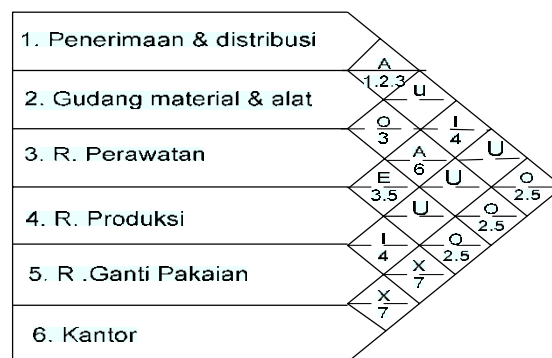 1. Penerimaan & distribusi
2. Gudang material & alat
3. R. Perawatan
4. R. Produksi
5. R .Ganti Pakaian
6. Kantor
A
1.2.3
O
3
E
3.5
I
4
X
7
u
A
6
U
X
7
I
4
U
O
2.5
U
O
2.5
O
2.5